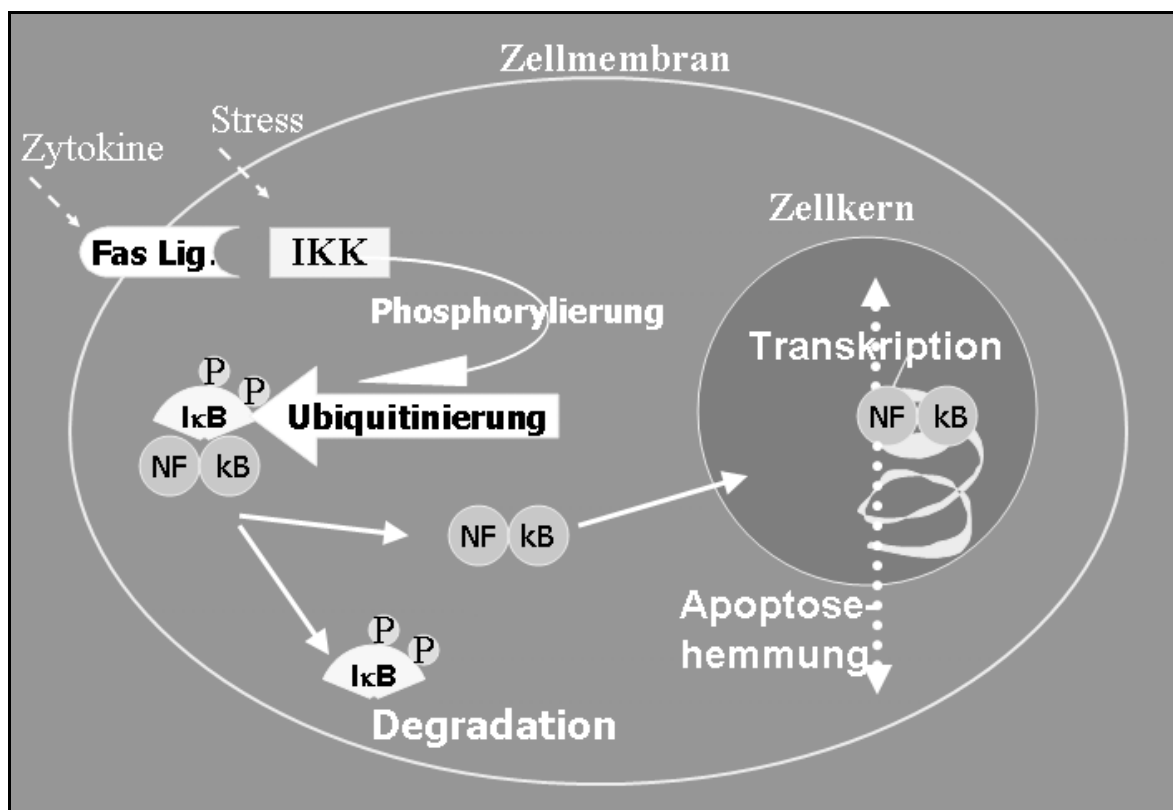 Zellmembran
Stress
Zytokine
Zellkern
Fas Lig.
IKK
Phosphorylierung
Transkription
P
P
IκB
Ubiquitinierung
NF kB
NF kB
NF kB
Apoptose-
hemmung
P
P
IκB
Degradation